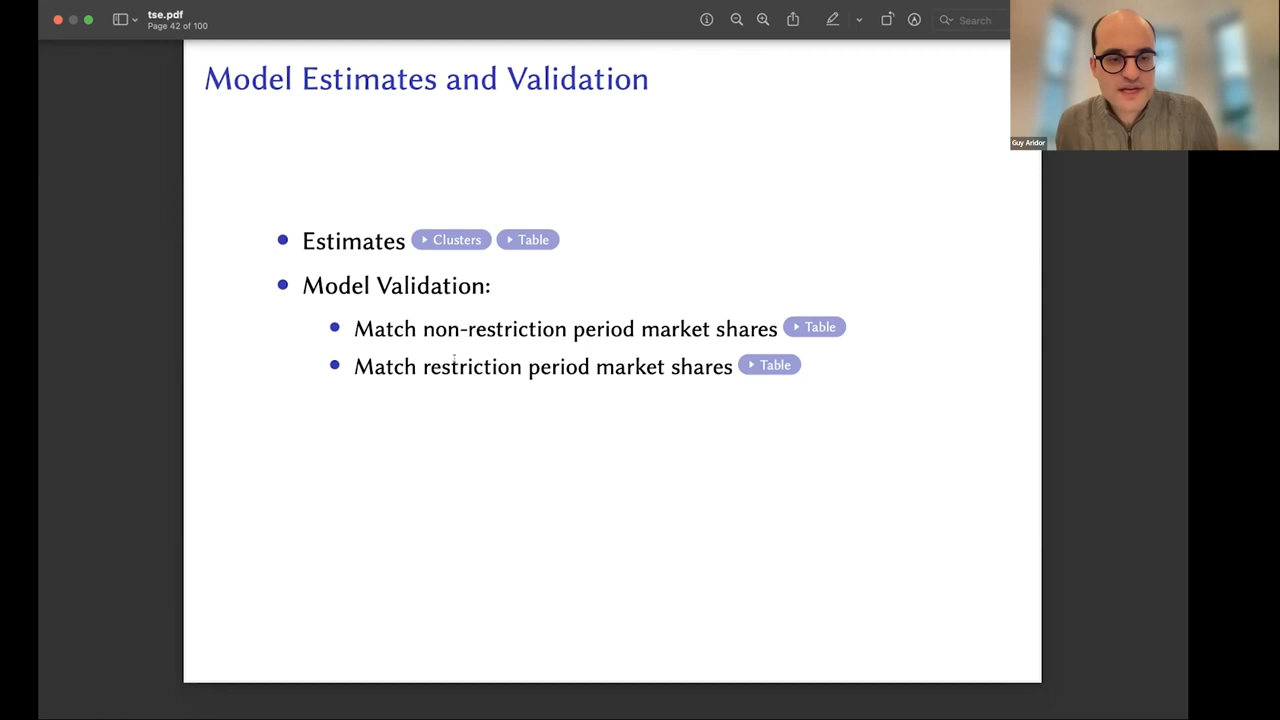 tse.pdf
Page 42 of 100
Search
Guy Aridor
Model Estimates and Validation
Estimates Clusters Table
Model Validation:
Match non-restriction period market shares Table
Match restriction period market shares Table